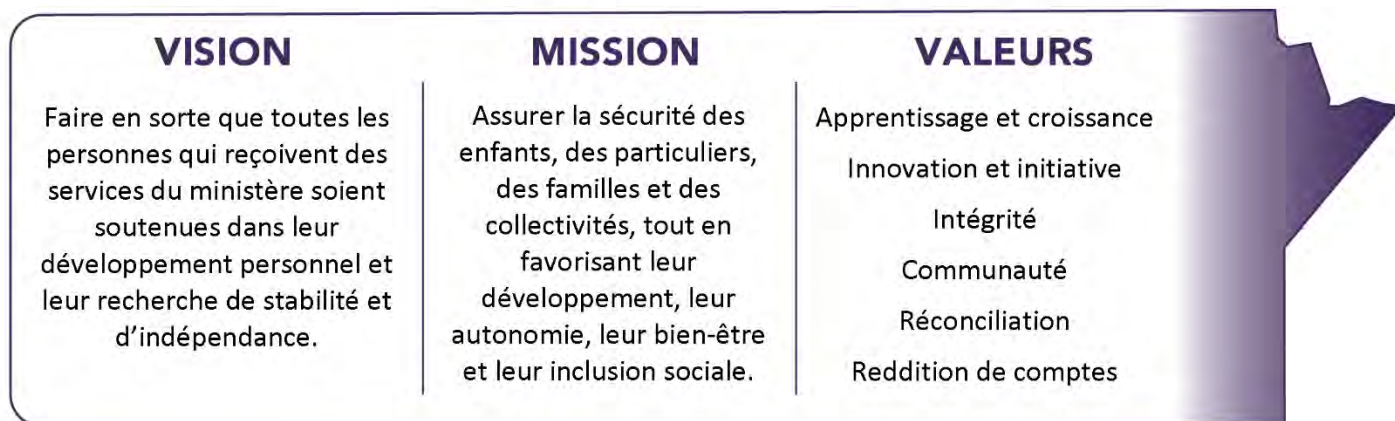 VISION
Faire en sorte que toutes les
personnes qui reçoivent des
services du ministère soient
soutenues dans leur
développement personnel et
leur recherche de stabilité et
d’indépendance.
MISSION
Assurer la sécurité des
enfants, des particuliers,
des familles et des
collectivités, tout en
favorisant leur
développement, leur
autonomie, leur bien-être
et leur inclusion sociale.
VALEURS
Apprentissage et croissance
Innovation et initiative
Intégrité
Communauté
Réconciliation
Reddition de comptes